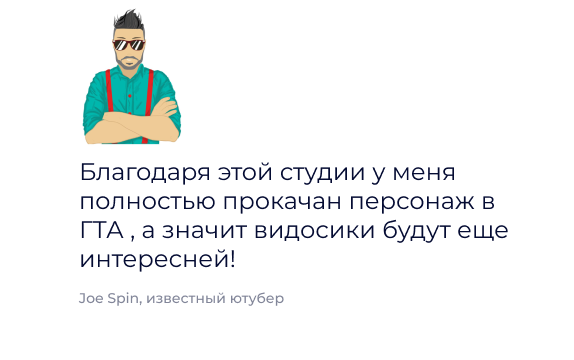 Благодаря этой студии у меня
полностью прокачан персонаж в
ГТА , а значит видосики будут еще
интересней!
Joe Spin, известный ютубер